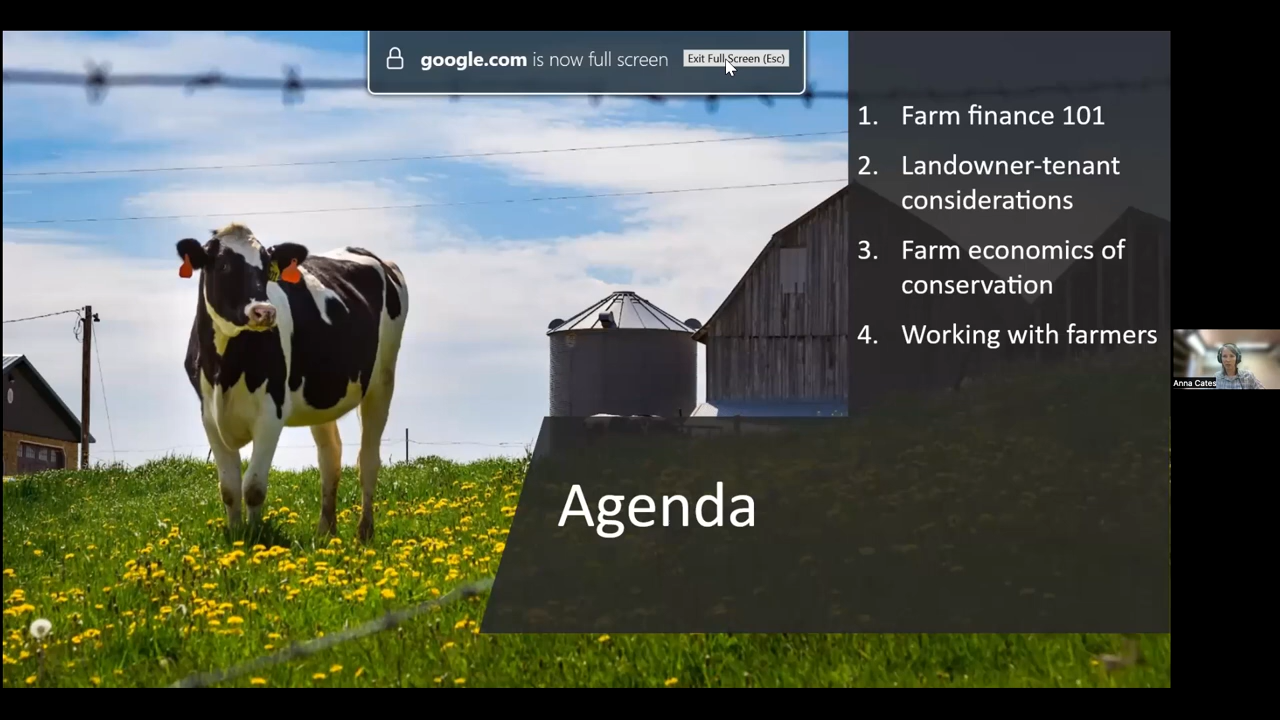 google.com is now full screen Exit Full Screen (Esc)
1. Farm finance 101
2. Landowner-tenant
considerations
3. Farm economics of
conservation
4. Working with farmers
Anna Cates
Agenda